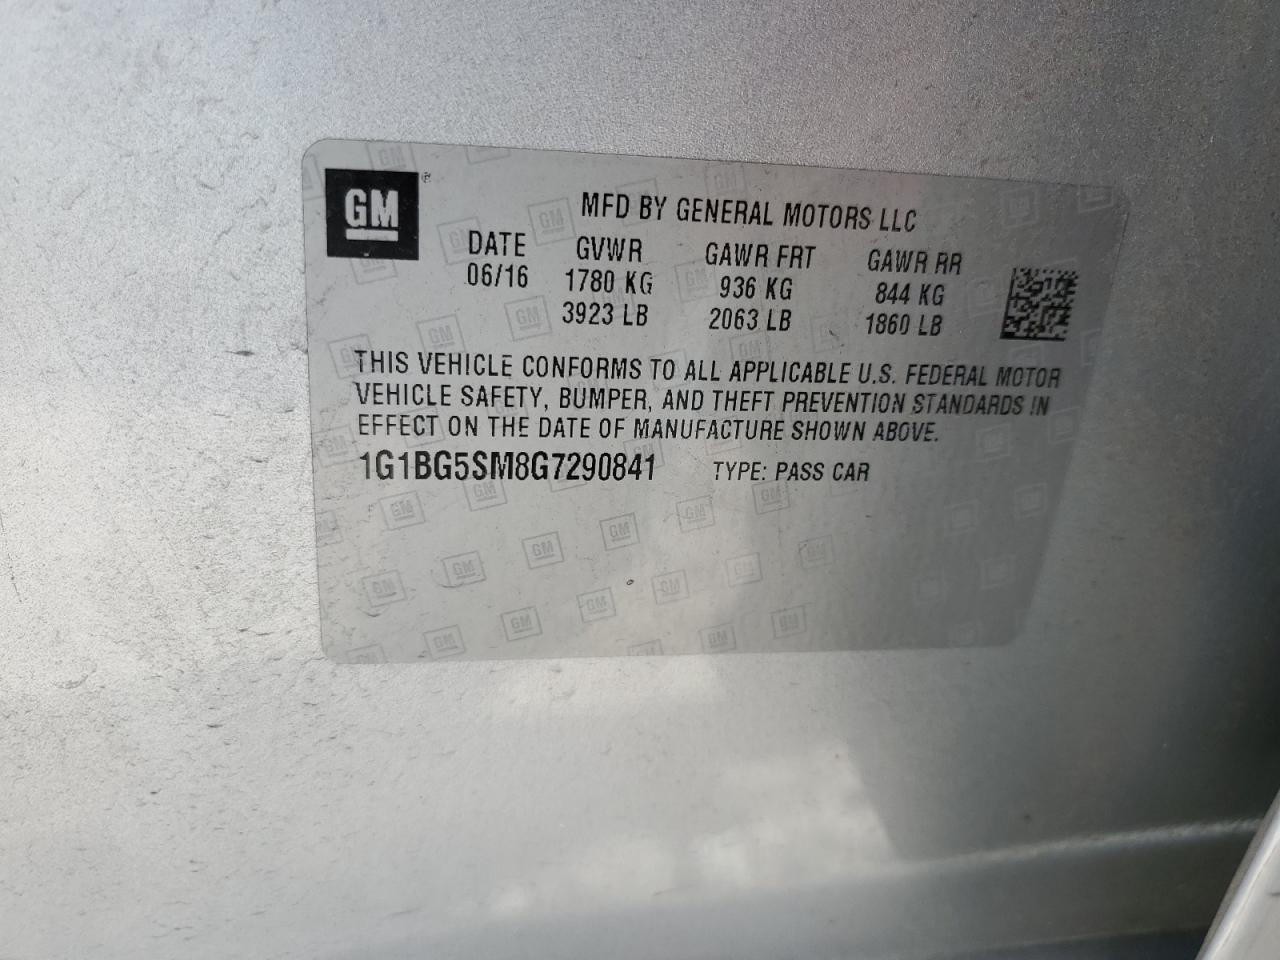 GM®
MFD BY GENERAL MOTORS LLC
DATE GVWR GAWR FRT GAWR RR
06/16 1780 KG 936 KG 844 KG
3923 LB 2063 LB 1860 LB
THIS VEHICLE CONFORMS TO ALL APPLICABLE U.S. FEDERAL MOTOR
VEHICLE SAFETY, BUMPER, AND THEFT PREVENTION STANDARDS IN
EFFECT ON THE DATE OF MANUFACTURE SHOWN ABOVE.
1G1BG5SM8G7290841 TYPE: PASS CAR